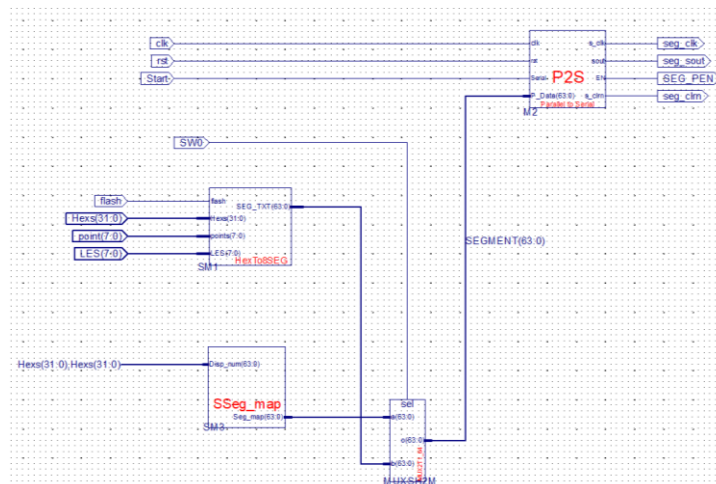 clk
rst
Start
clk
rst
Serial
P_Data(63:0)
s_clk
sout
EN
s_clrn
P2S
Parallel to Serial
M2
seg_clk
seg_sout
SEG_PEN
seg_clrn
SW0
flash
Hexs(31:0)
point(7:0)
LES(7:0)
flash
Hexs(31:0)
points(7:0)
LES(7:0)
SEG_TXT(63:0)
HexTo8SEG
SM1
SEGMENT(63:0)
Hexs(31:0),Hexs(31:0)
Disp_num(63:0)
SSeg_map
Seg_map(63:0)
SM3
sel
a(63:0)
o(63:0)
b(63:0)
MUXSH2M